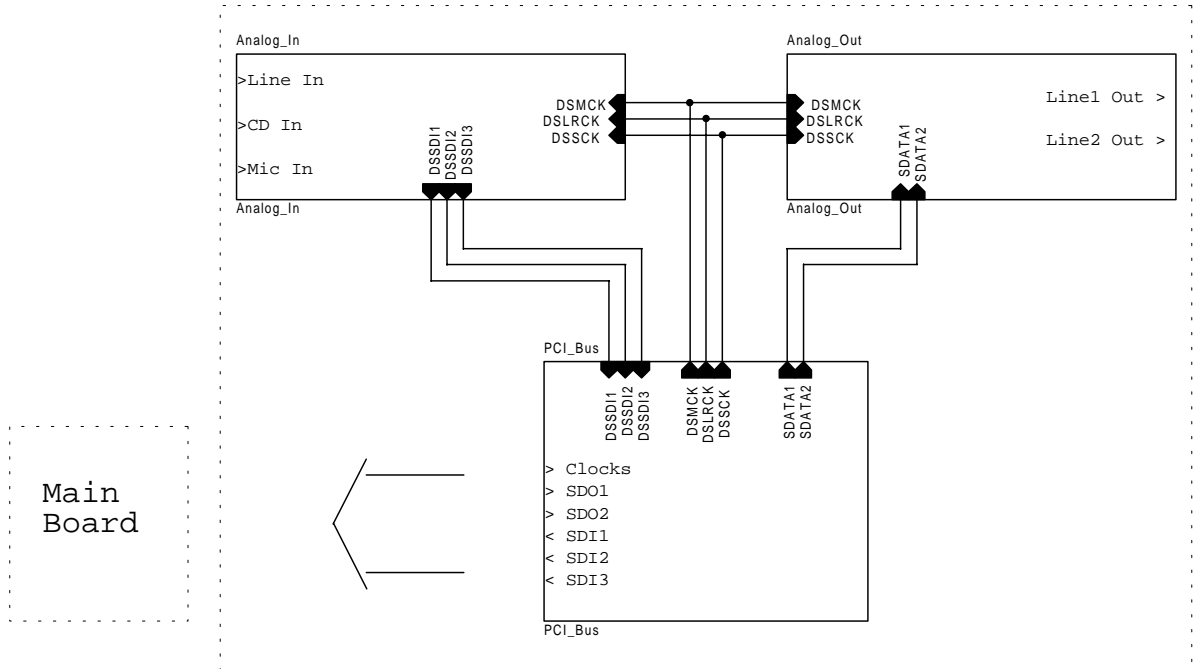 Analog_In
>Line In
>CD In
>Mic In
DSSDI1
DSSDI2
DSSDI3
DSMCK
DSLRCK
DSSCK
Analog_In
Analog_Out
DSMCK
DSLRCK
DSSCK
SDATA1
SDATA2
Line1 Out >
Line2 Out >
Analog_Out
PCI_Bus
DSSDI1
DSSDI2
DSSDI3
DSMCK
DSLRCK
DSSCK
SDATA1
SDATA2
> Clocks
> SDO1
> SDO2
< SDI1
< SDI2
< SDI3
PCI_Bus
Main
Board